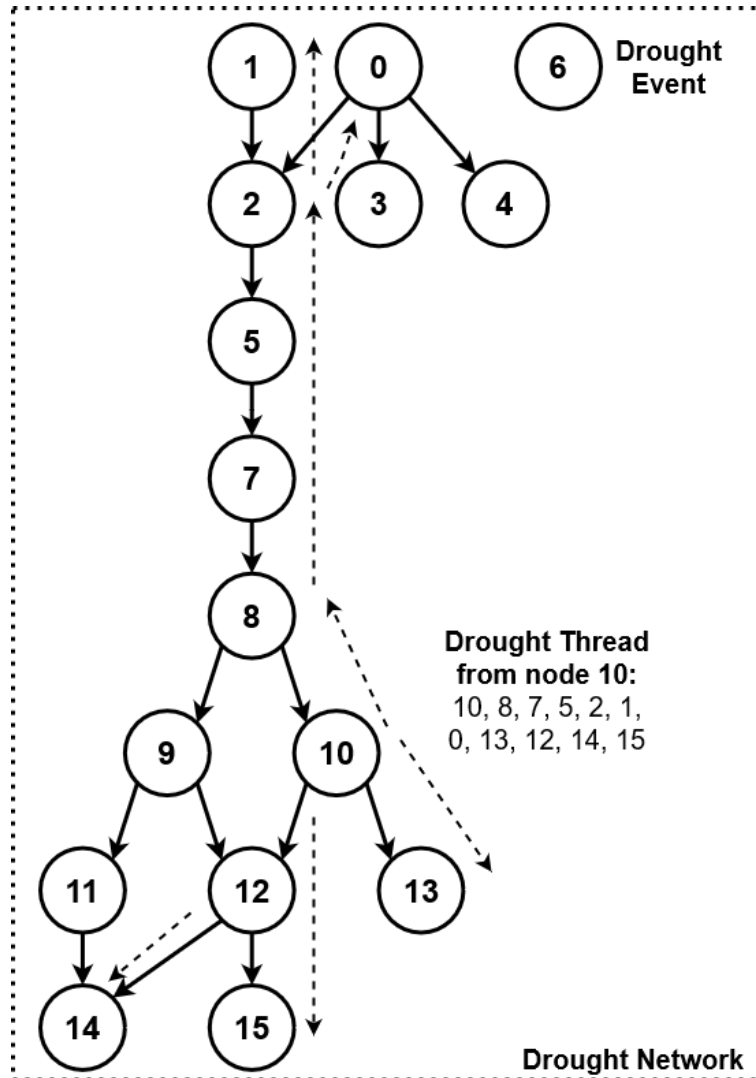 1
0
6
Drought
Event
2
3
4
5
7
8
Drought Thread
from node 10:
10, 8, 7, 5, 2, 1,
0, 13, 12, 14, 15
9
10
11
12
13
14
15
Drought Network